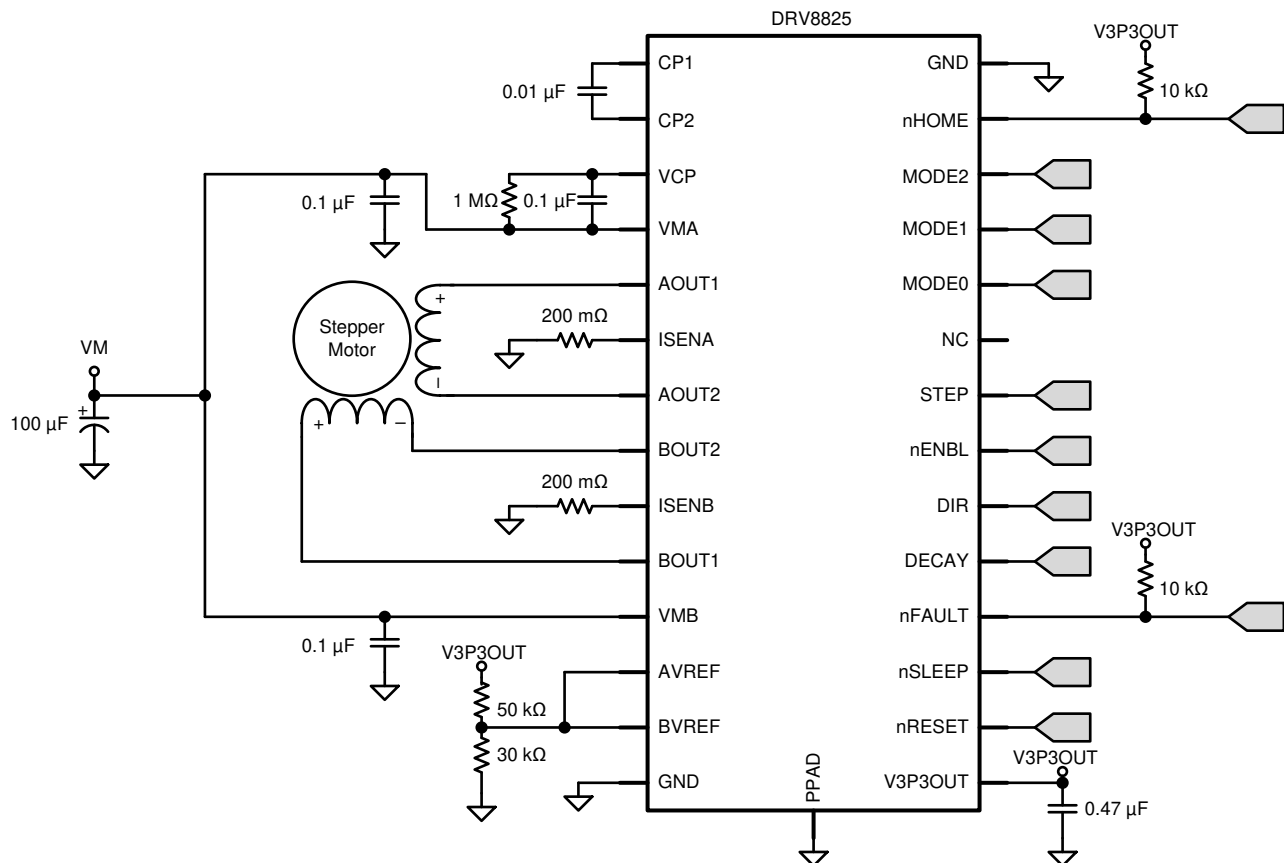 DRV8825
V3P3OUT
CP1
GND
0.01 µF
10 kΩ
CP2
nHOME
VCP
MODE2
0.1 µF
1 MΩ
0.1 µF
VMA
MODE1
AOUT1
MODE0
+
Stepper
Motor
200 mΩ
ISENA
NC
VM
–
AOUT2
STEP
+
100 µF
+
–
BOUT2
nENBL
200 mΩ
ISENB
DIR
V3P3OUT
BOUT1
DECAY
10 kΩ
VMB
nFAULT
0.1 µF
V3P3OUT
AVREF
nSLEEP
50 kΩ
BVREF
nRESET
30 kΩ
V3P3OUT
GND
PPAD
V3P3OUT
0.47 µF